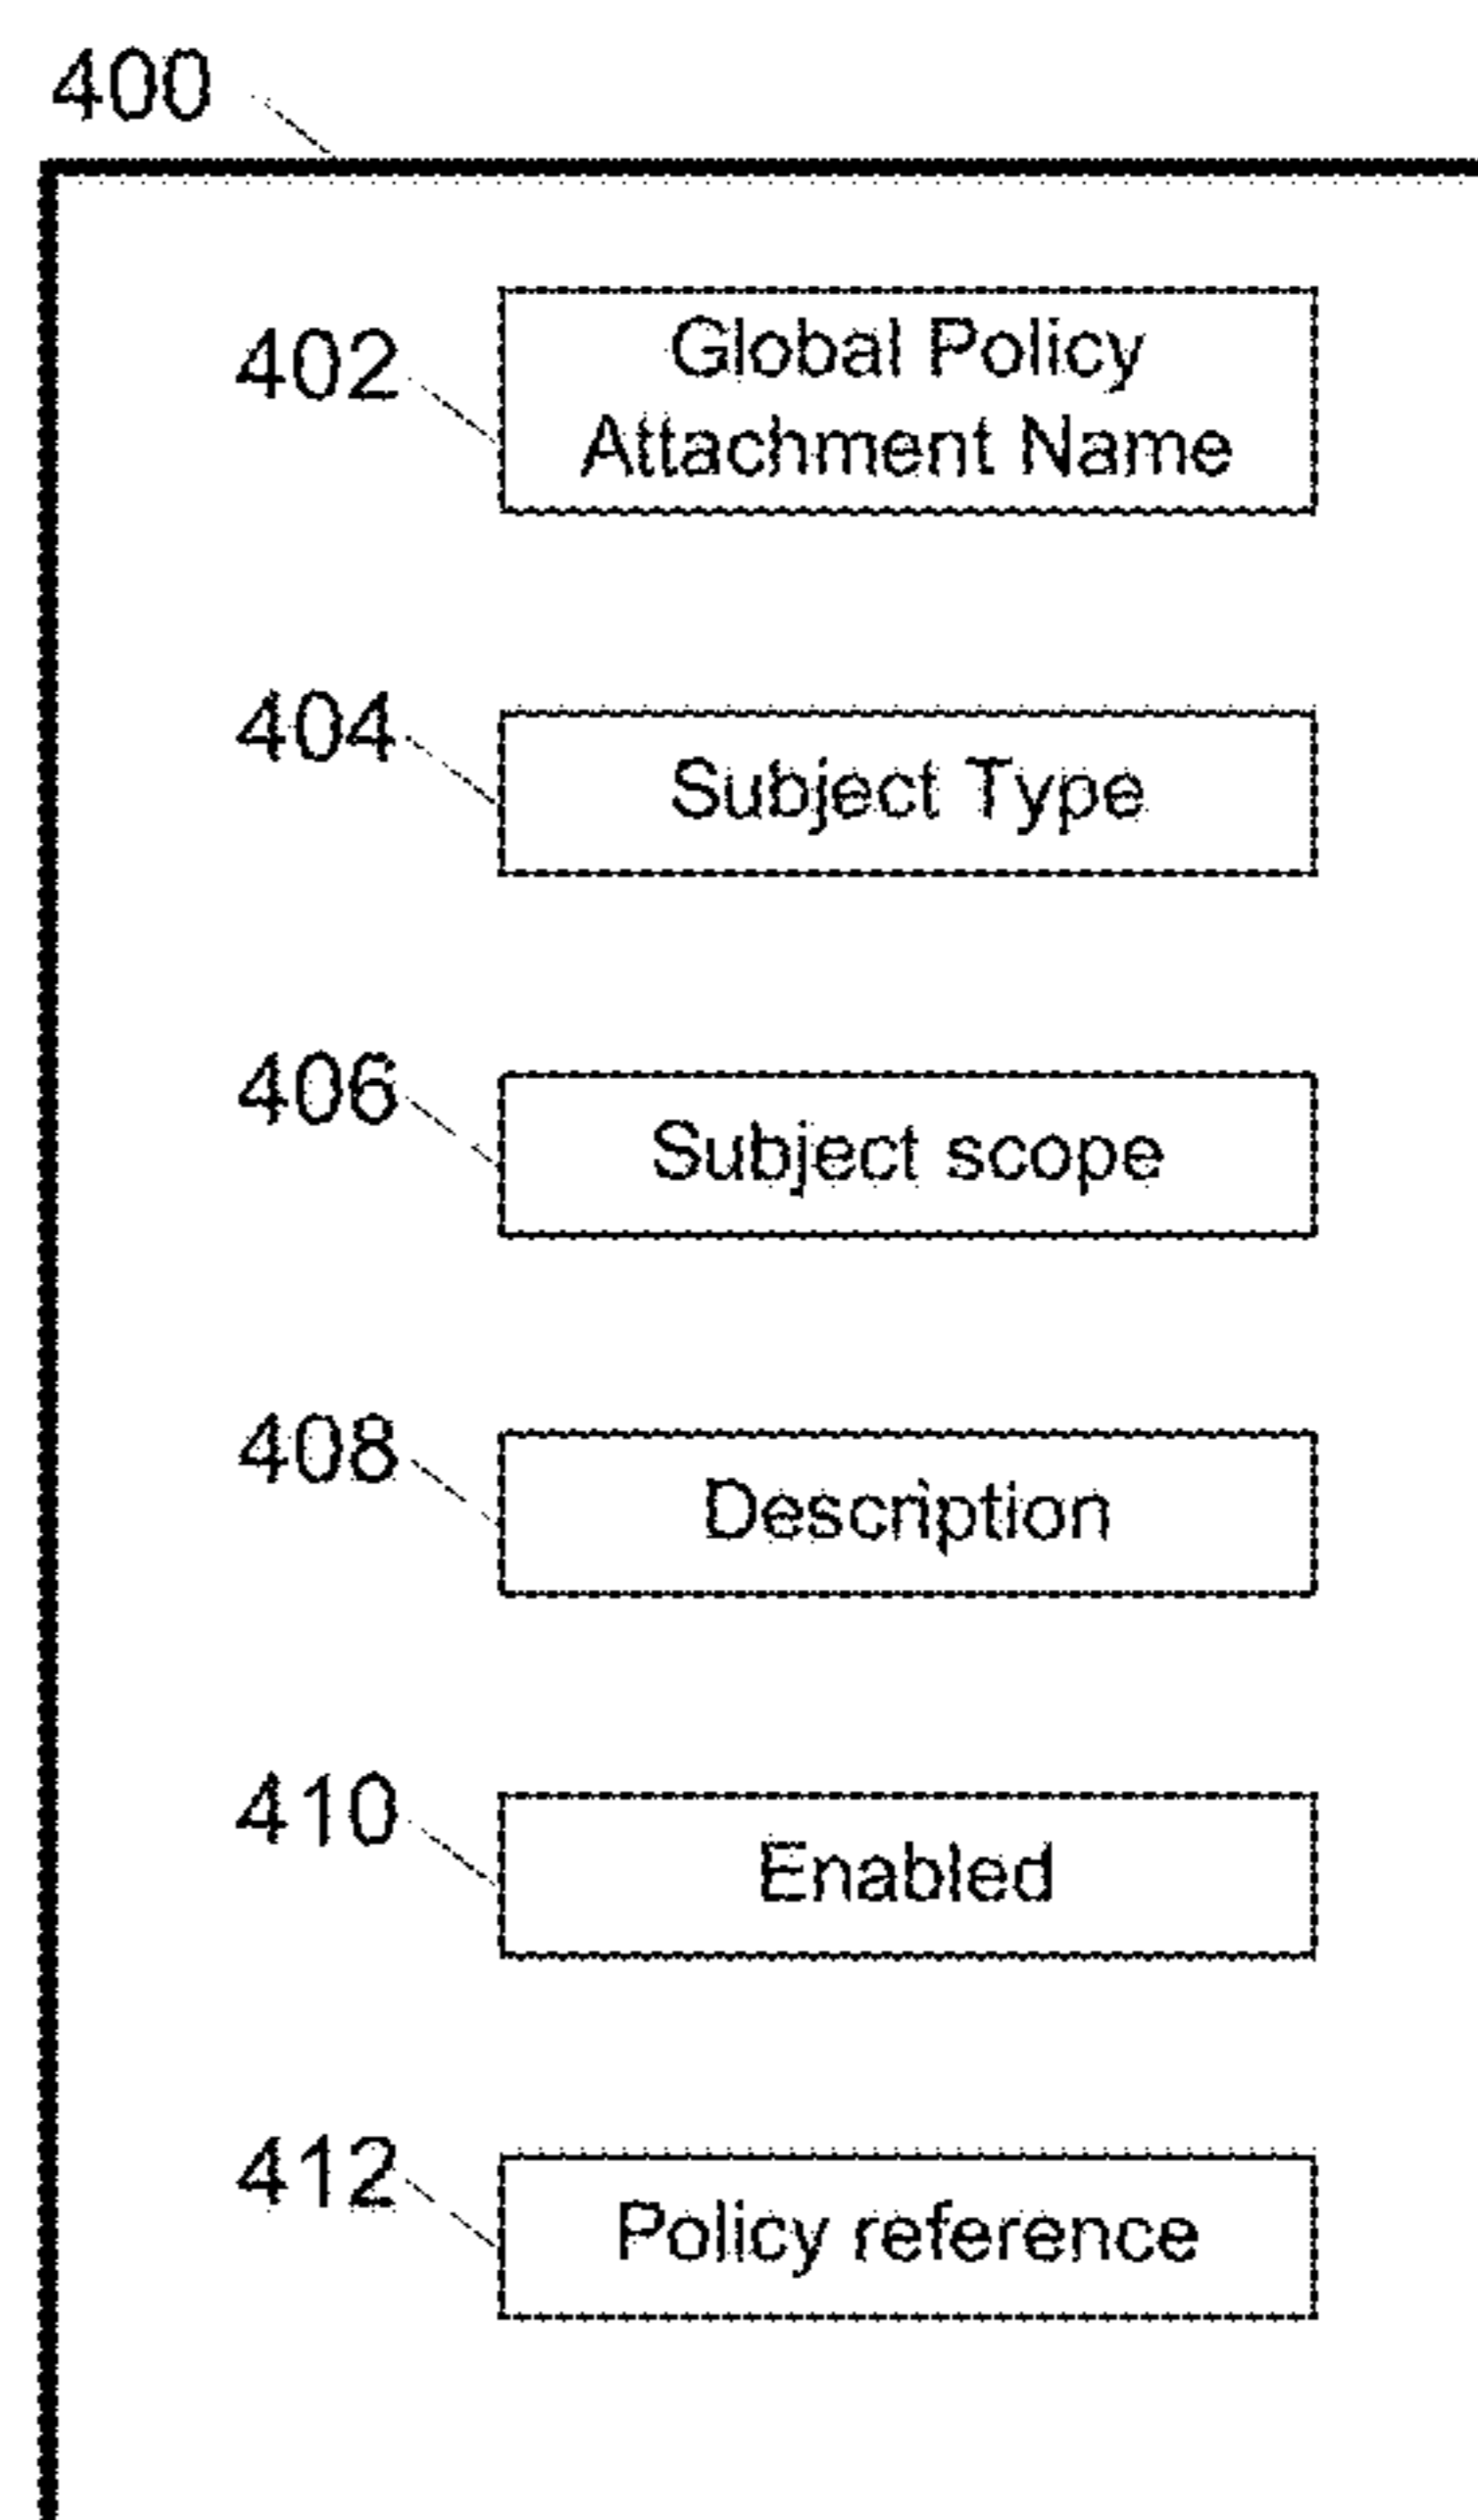 400
402
Global Policy
Attachment Name
404
Subject Type
406
Subject scope
408
Description
410
Enabled
412
Policy reference